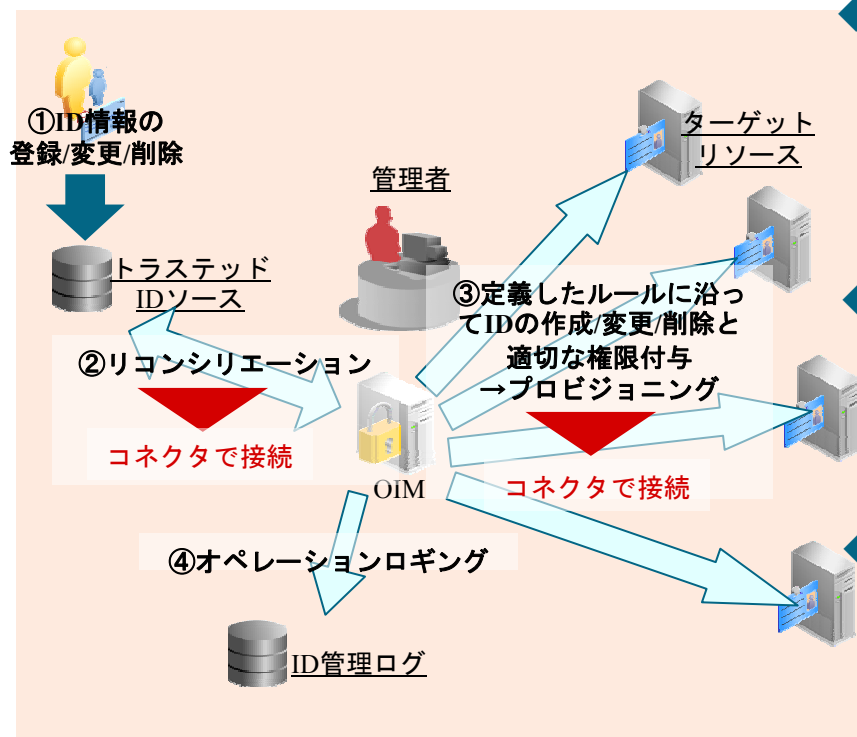 ①ID情報の
登録/変更/削除
ターゲット
リソース
管理者
トラステッド
IDソース
③定義したルールに沿っ
てIDの作成/変更/削除と
適切な権限付与
→プロビジョニング
②リコンシリエーション
コネクタで接続
コネクタで接続
OIM
④オペレーションロギング
ID管理ログ